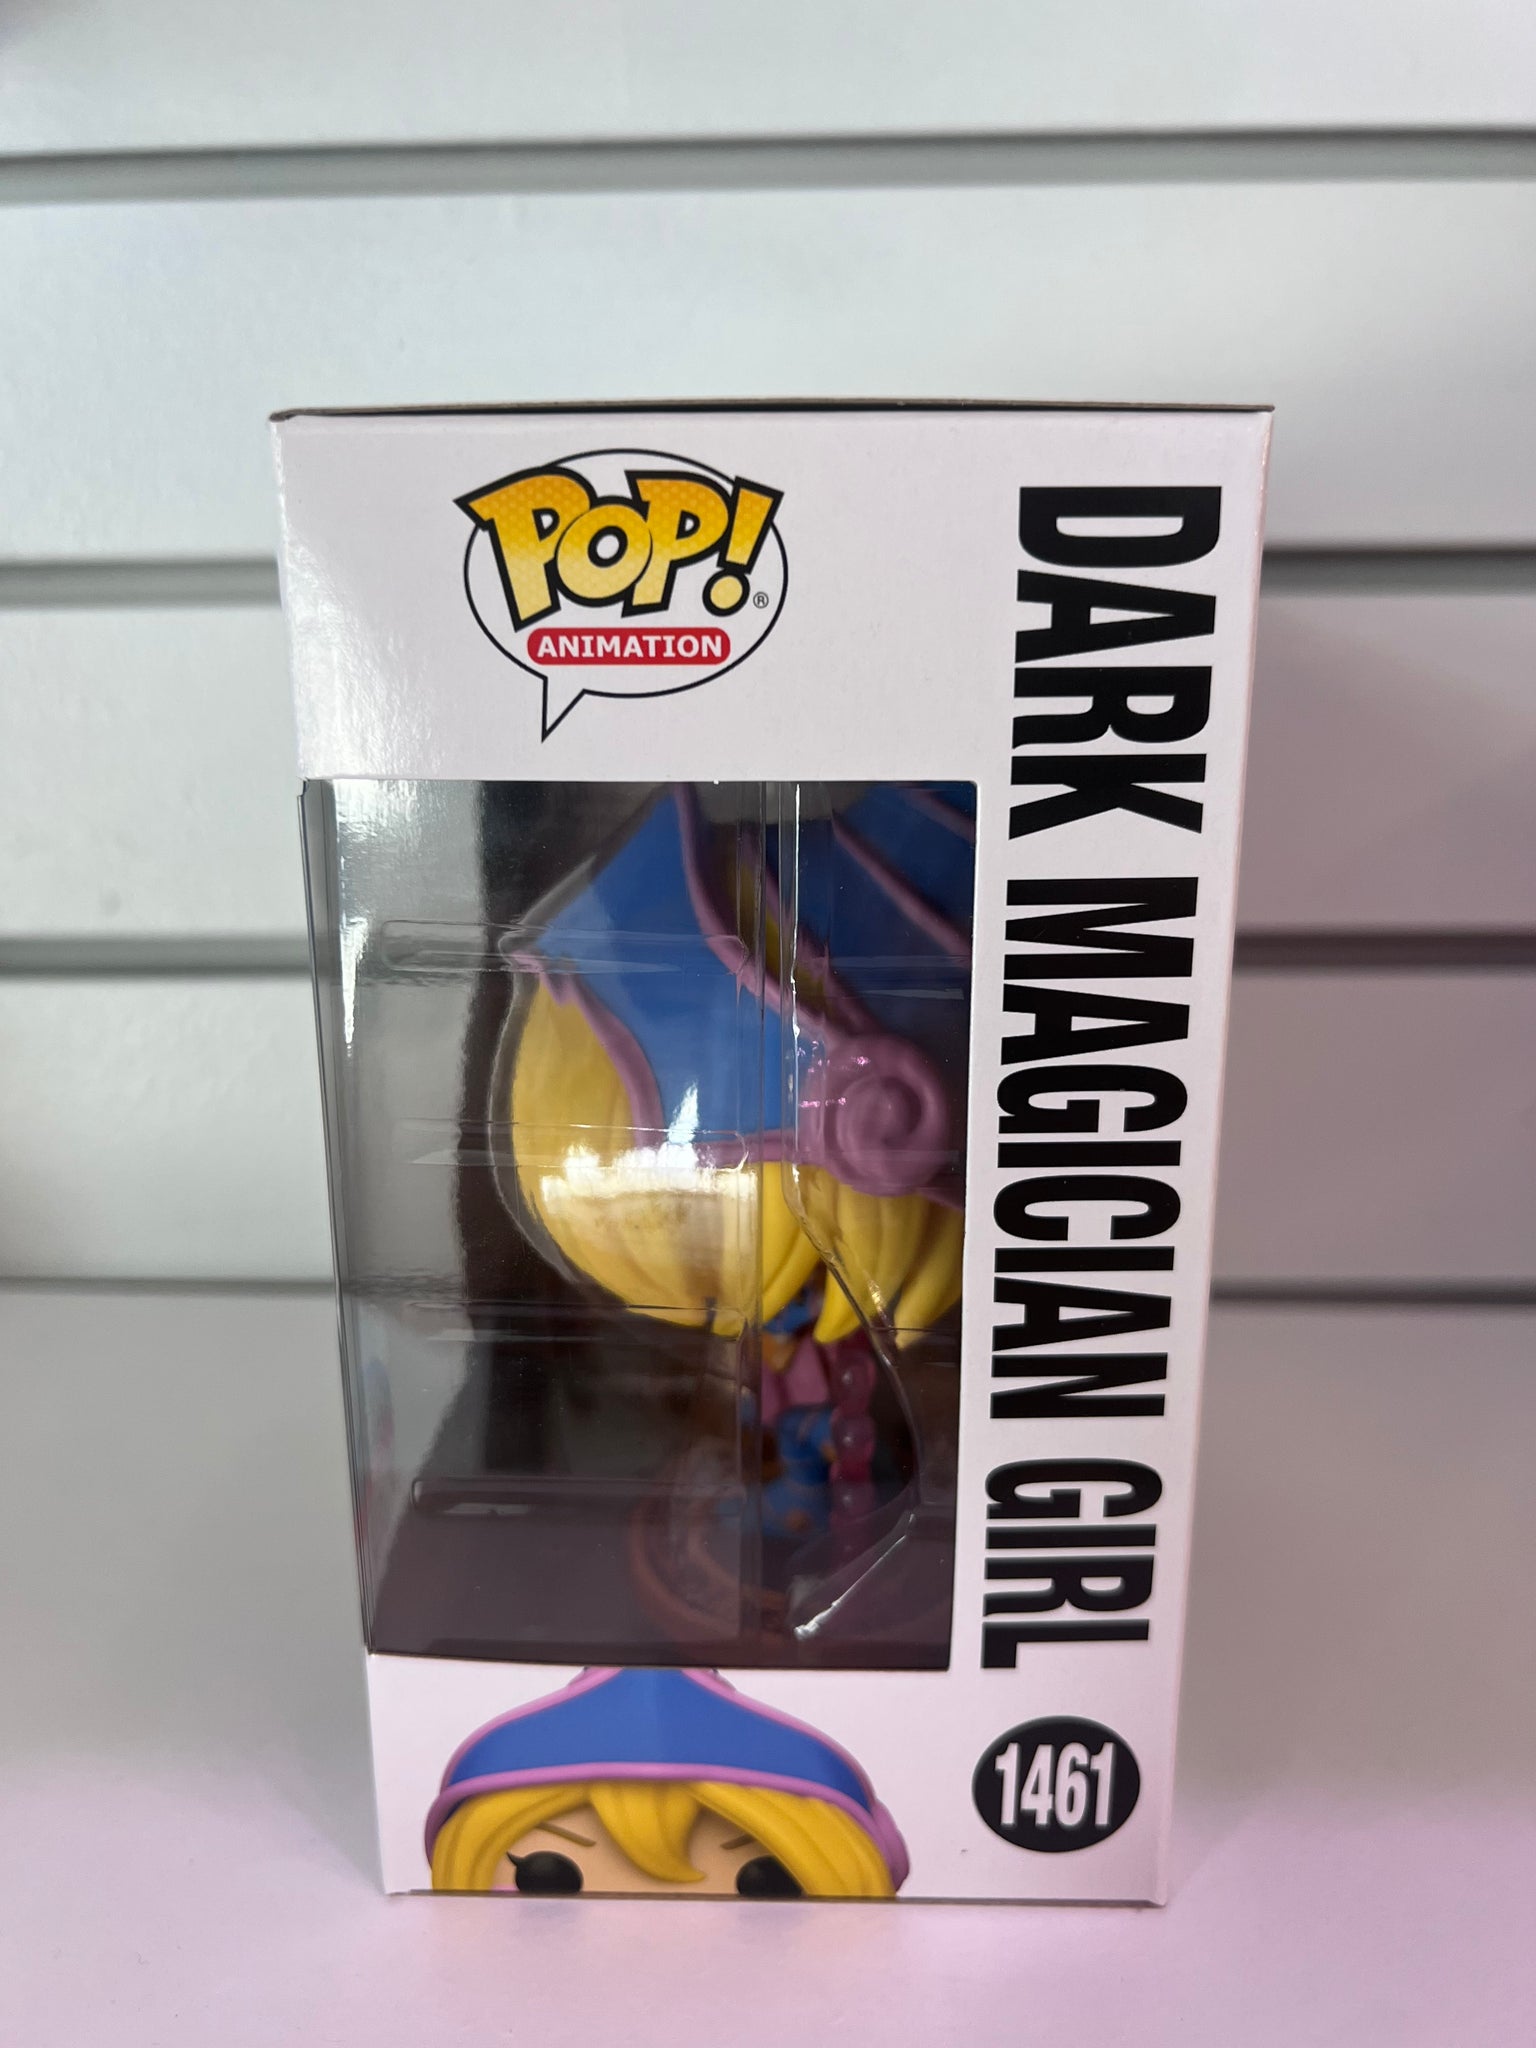 POP! ®
ANIMATION
DARK MAGICIAN GIRL
1461